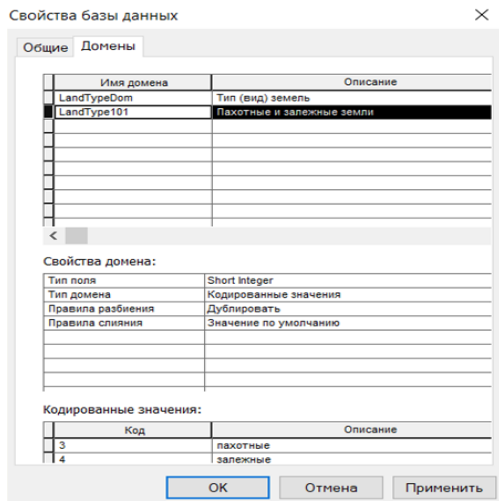 Свойства базы данных
Общие Домены
Имя домена Описание
LandTypeDom Тип (вид) земель
LandType101 Пахотные и залежные земли
Свойства домена:
Тип поля Short Integer
Тип домена Кодированные значения
Правила разбиения Дублировать
Правила слияния Значение по умолчанию
Кодированные значения:
Код Описание
3 пахотные
4 залежные
OK Отмена Применить